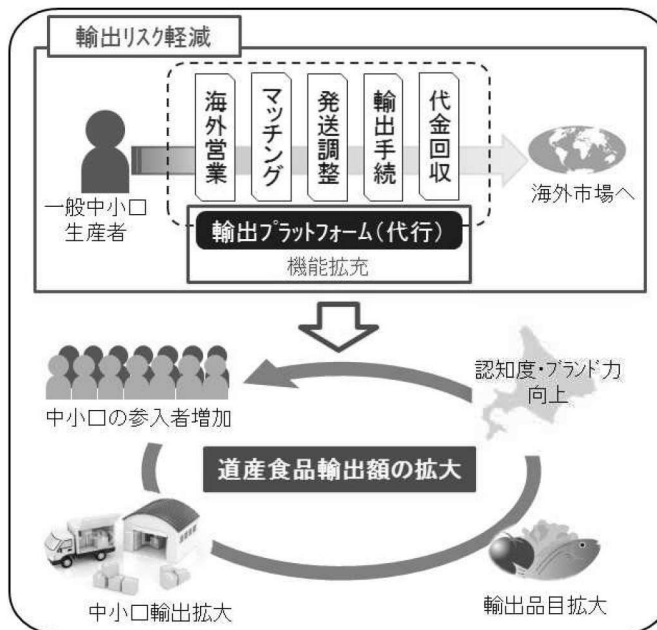 輸出リスク軽減
海外営業
マッチング
発送調整
輸出手続
代金回収
一般中小口
生産者
海外市場へ
輸出プラットフォーム(代行)
機能拡充
中小口の参入者増加
認知度・ブランド力
向上
道産食品輸出額の拡大
中小口輸出拡大
輸出品目拡大